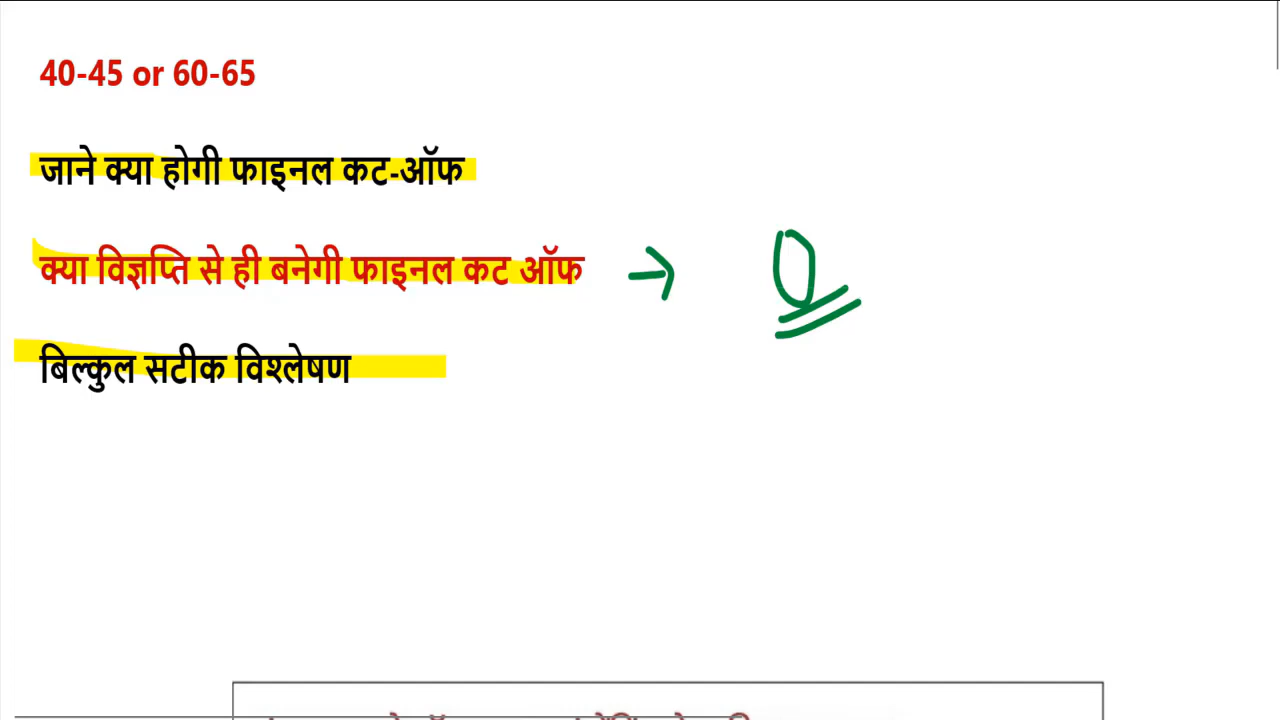 40-45 or 60-65
जाने क्या होगी फाइनल कट-ऑफ
क्या विज्ञप्ति से ही बनेगी फाइनल कट ऑफ
बिल्कुल सटीक विश्लेषण